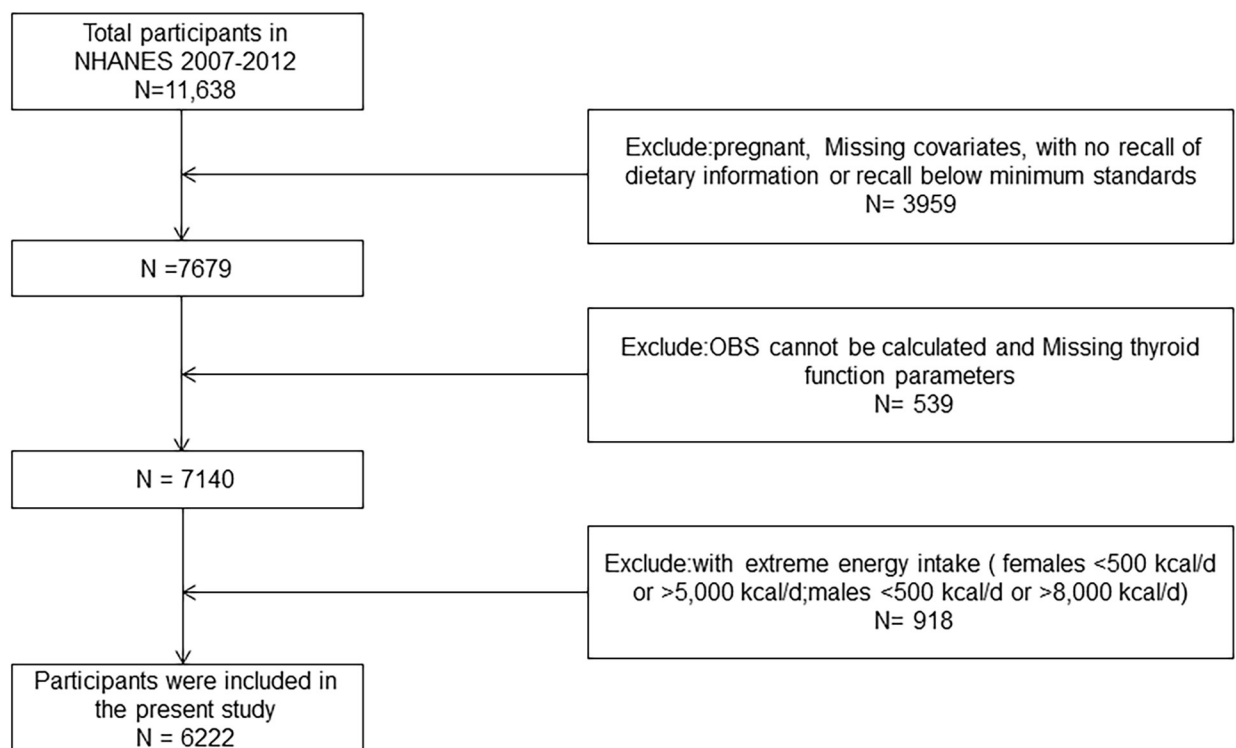 Total participants in
NHANES 2007-2012
N=11,638
Exclude:pregnant, Missing covariates, with no recall of
dietary information or recall below minimum standards
N= 3959
N =7679
Exclude:OBS cannot be calculated and Missing thyroid
function parameters
N= 539
N = 7140
Exclude:with extreme energy intake ( females <500 kcal/d
or >5,000 kcal/d;males <500 kcal/d or >8,000 kcal/d)
N= 918
Participants were included in
the present study
N = 6222